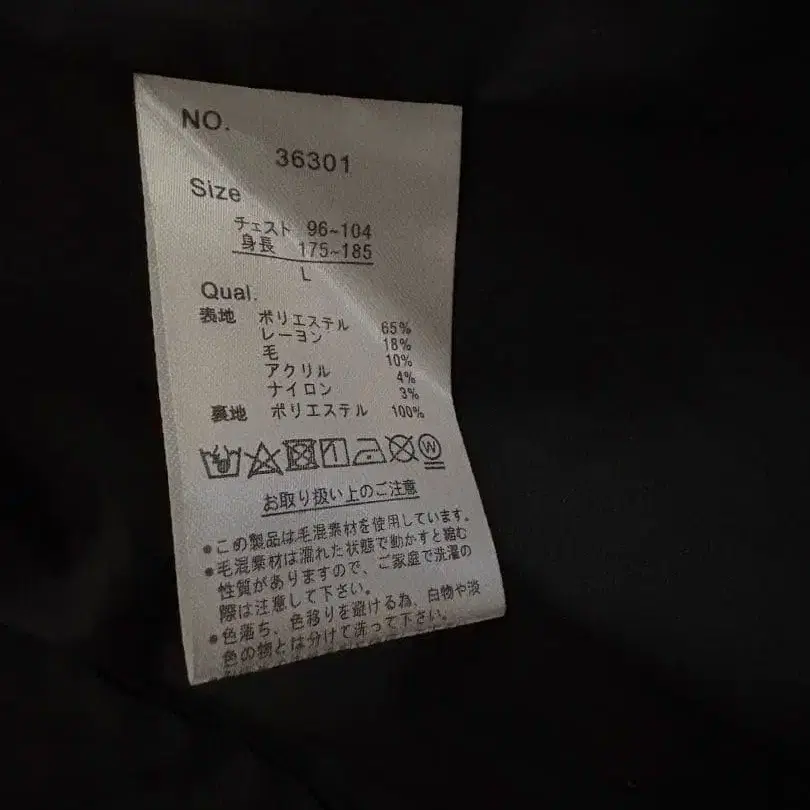 NO.
36301
Size
チェスト 96~104
身長 175~185
L
Qual.
表地 ポリエステル 65%
レーヨン 18%
毛 10%
アクリル 4%
ナイロン 3%
裏地 ポリエステル 100%
W
お取り扱い上のご注意
●この製品は毛混素材を使用しています。
●毛混素材は濡れた状態で動かすと縮む
性質がありますので、ご家庭で洗濯の
際は注意して下さい。
●色落ち、色移りを避ける為、白物や淡
色の物とは分けて洗って下さい。